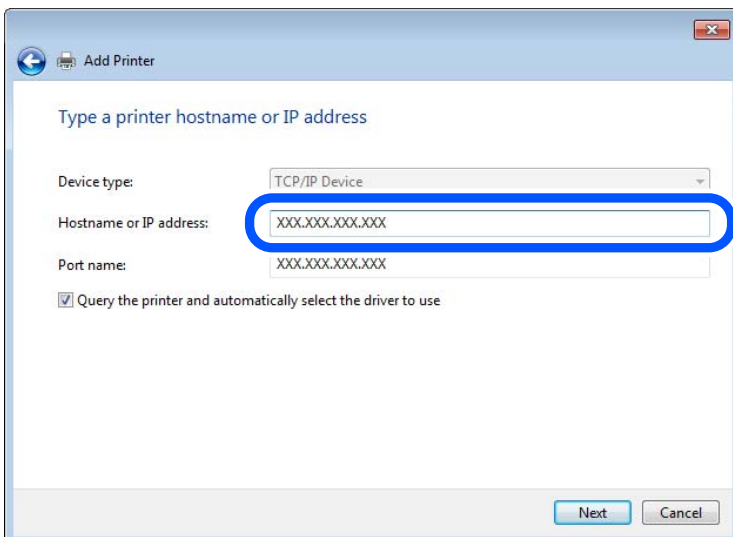 Add Printer
Type a printer hostname or IP address
Device type: TCP/IP Device
Hostname or IP address: XXX.XXX.XXX.XXX
Port name: XXX.XXX.XXX.XXX
Query the printer and automatically select the driver to use
Next Cancel